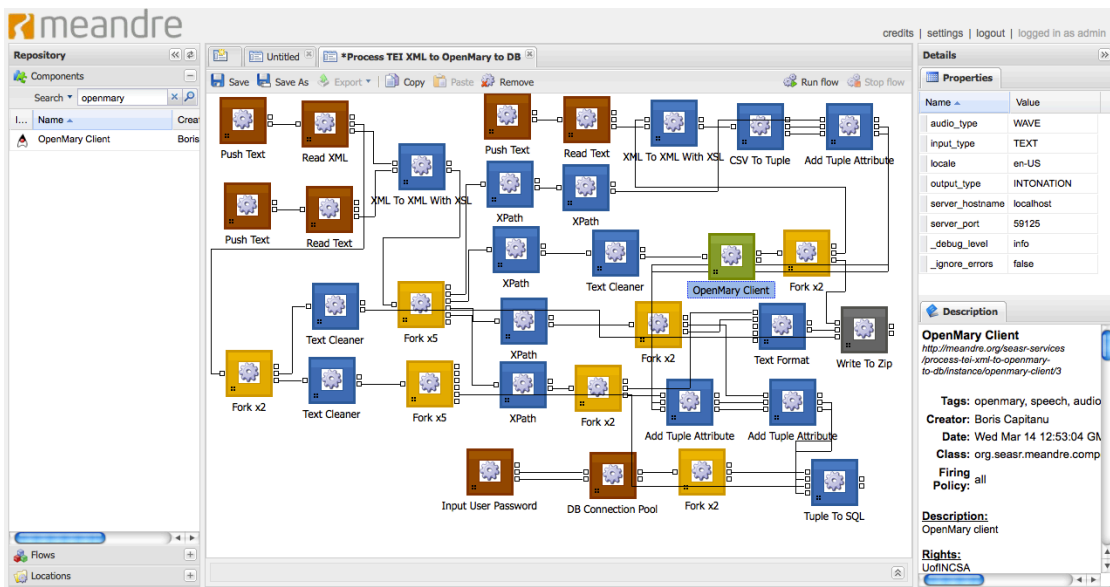 meandre
credits | settings | logout | logged in as admin
Repository
Components
Search openmary
I... Name Crea
OpenMary Client Boris
Flows
Locations
Untitled *Process TEI XML to OpenMary to DB
Save Save As Export Copy Paste Remove Run flow Stop flow
Push Text
Read XML
Push Text
Read Text
XML To XML With XSL
CSV To Tuple
Add Tuple Attribute
XML To XML With XSL
XPath
XPath
Push Text
Read Text
XPath
Text Cleaner
OpenMary Client
Fork x2
Text Cleaner
Fork x5
XPath
Fork x2
Text Format
Write To Zip
Fork x2
Text Cleaner
Fork x5
XPath
Fork x2
Add Tuple Attribute
Add Tuple Attribute
Input User Password
DB Connection Pool
Fork x2
Tuple To SQL
Details
Properties
Name Value
audio_type WAVE
input_type TEXT
locale en-US
output_type INTONATION
server_hostname localhost
server_port 59125
_debug_level info
_ignore_errors false
Description
OpenMary Client
http://meandre.org/seasr-services
/process-tei-xml-to-openmary-
to-db/instance/openmary-client/3
Tags: openmary, speech, audio
Creator: Boris Capitanu
Date: Wed Mar 14 12:53:04 GM
Class: org.seasr.meandre.comp
Firing
Policy: all
Description:
OpenMary client
Rights:
UofINCSA